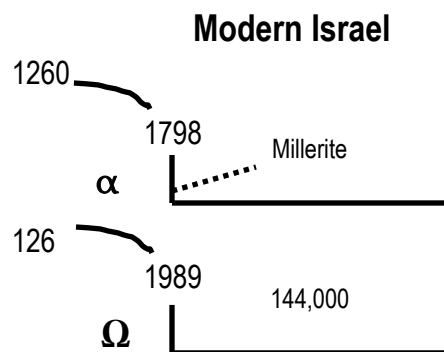 Modern Israel
1260
1798
Millerite
α
126
1989
144,000
Ω